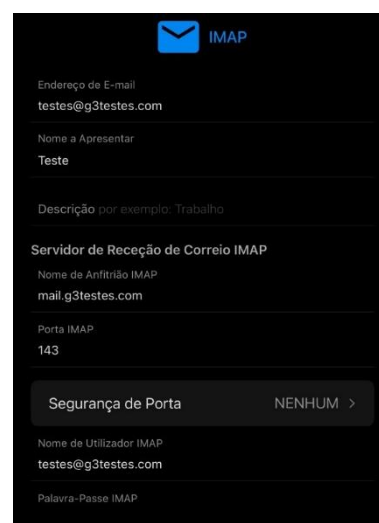 IMAP
Endereço de E-mail
testes@g3testes.com
Nome a Apresentar
Teste
Descrição por exemplo: Trabalho
Servidor de Receção de Correio IMAP
Nome de Anfitrião IMAP
mail.g3testes.com
Porta IMAP
143
Segurança de Porta NENHUM >
Nome de Utilizador IMAP
testes@g3testes.com
Palavra-Passe IMAP